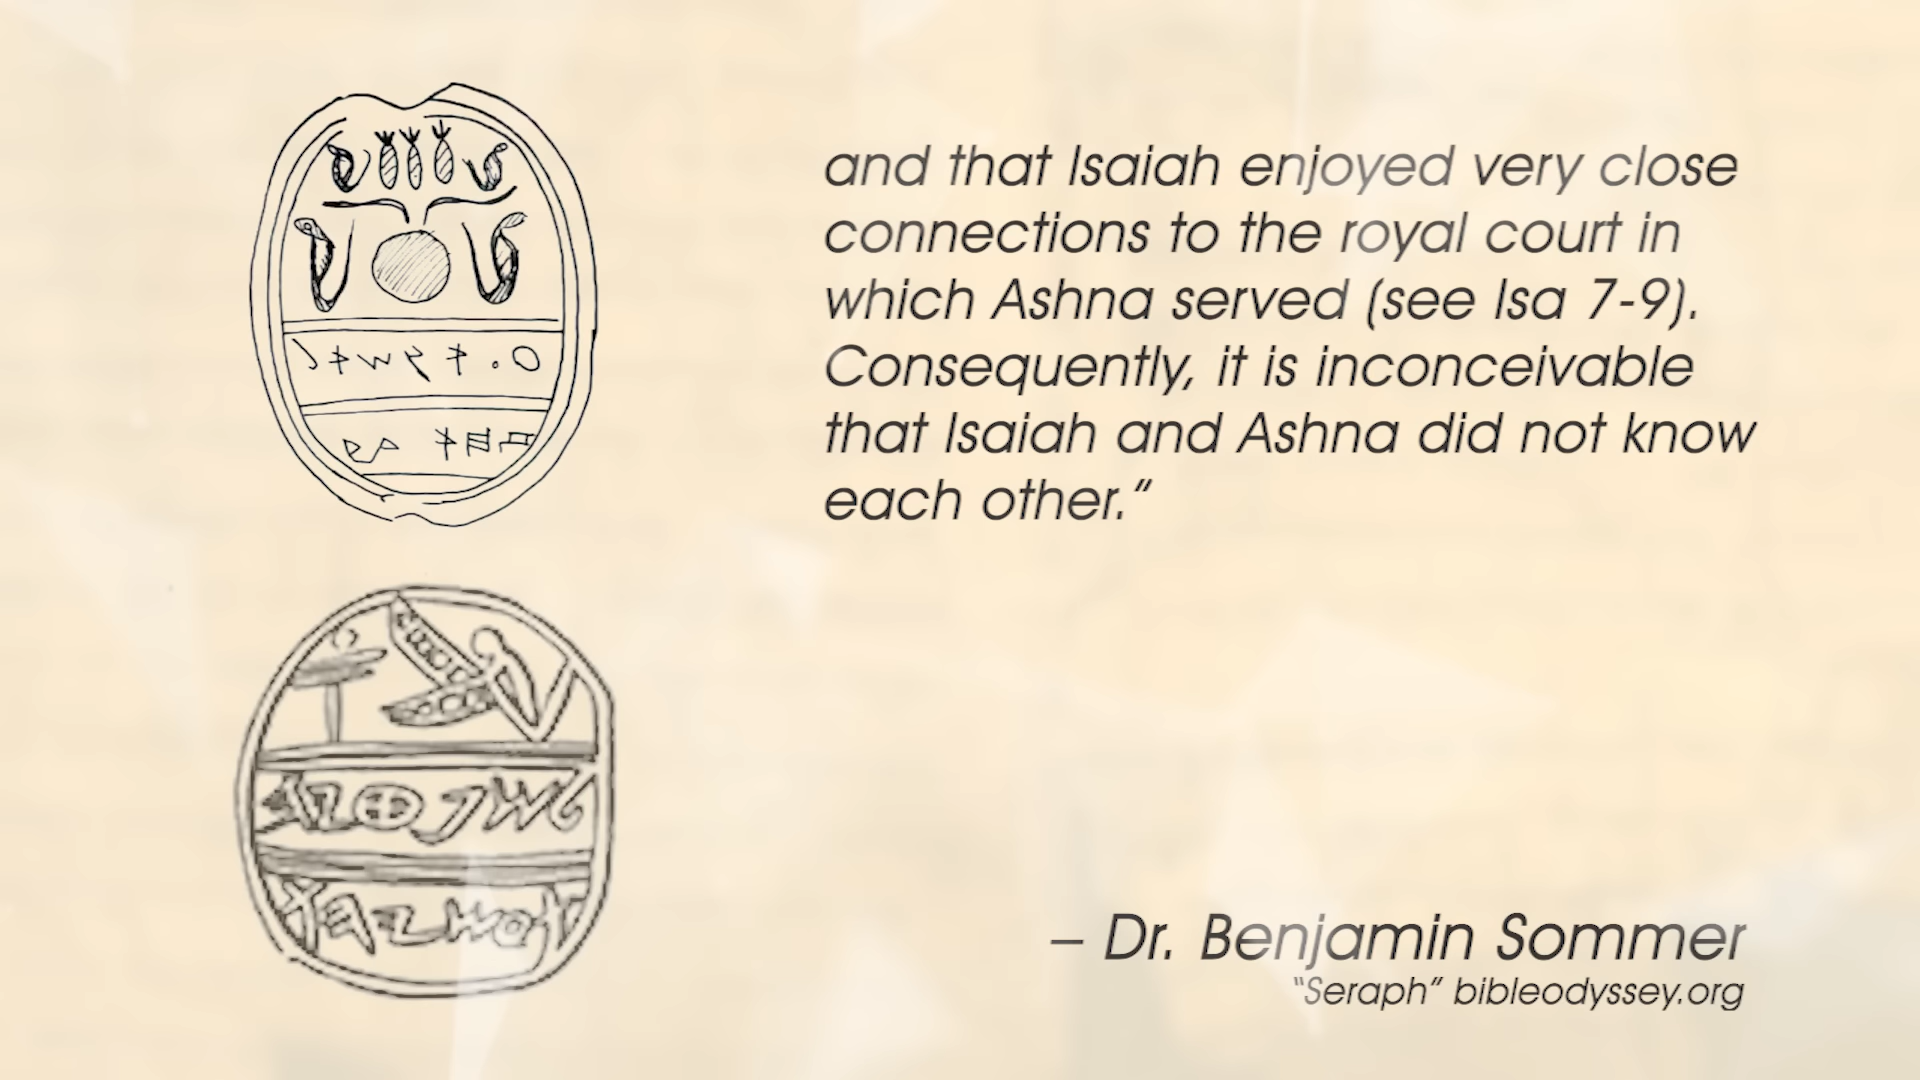 and that Isaiah enjoyed very close
connections to the royal court in
which Ashna served (see Isa 7-9).
Consequently, it is inconceivable
that Isaiah and Ashna did not know
each other.”
– Dr. Benjamin Sommer
“Seraph” bibleodyssey.org